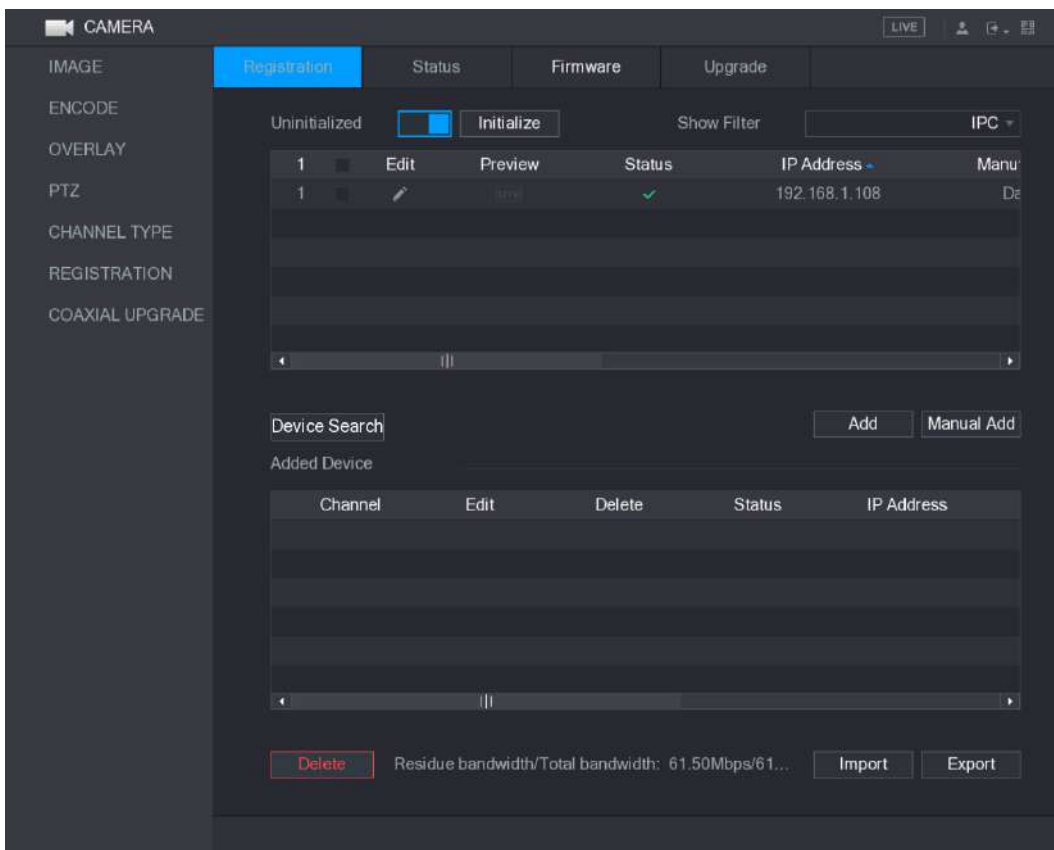 CAMERA LIVE
IMAGE Registration Status Firmware Upgrade
ENCODE
Uninitialized Initialize Show Filter IPC
OVERLAY
1 Edit Preview Status IP Address Manu
PTZ 1 192.168.1.108 Da
CHANNEL TYPE
REGISTRATION
COAXIAL UPGRADE
Device Search Add Manual Add
Added Device
Channel Edit Delete Status IP Address
Delete Residue bandwidth/Total bandwidth: 61.50Mbps/61... Import Export